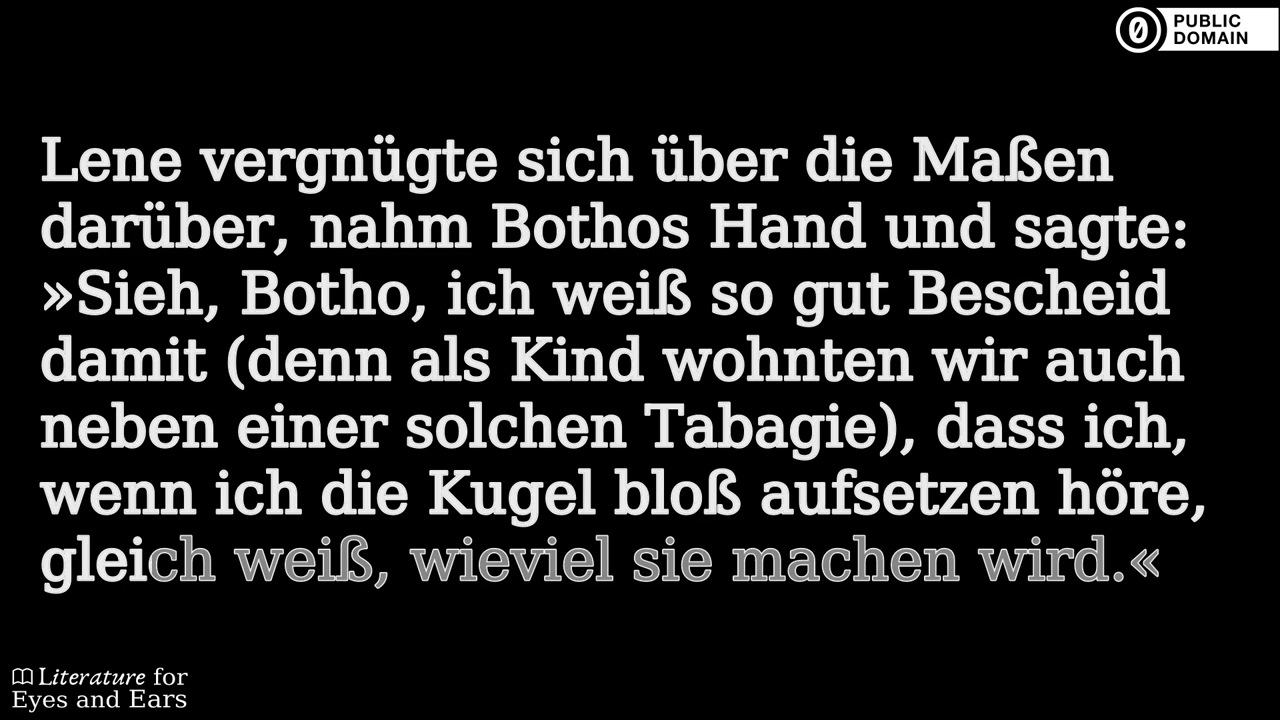 PUBLIC
DOMAIN
Lene vergnügte sich über die Maßen
darüber, nahm Bothos Hand und sagte:
»Sieh, Botho, ich weiß so gut Bescheid
damit (denn als Kind wohnten wir auch
neben einer solchen Tabagie), dass ich,
wenn ich die Kugel bloß aufsetzen höre,
gleich weiß, wieviel sie machen wird.«
Literature for
Eyes and Ears